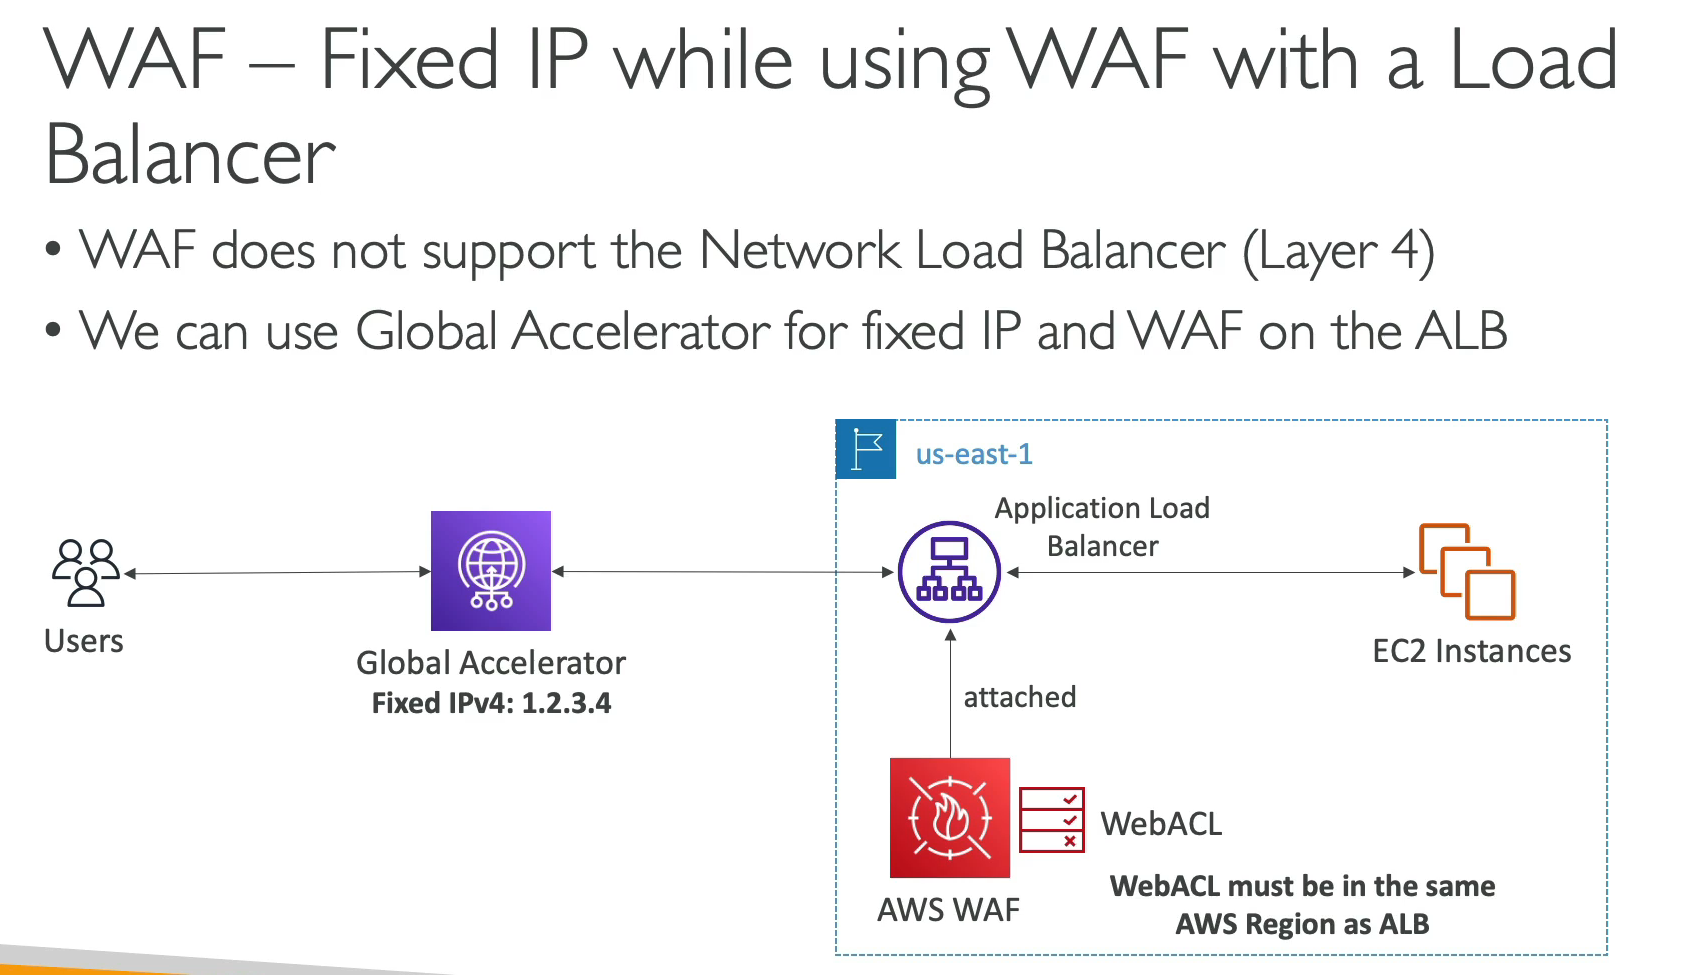 WAF – Fixed IP while using WAF with a Load
Balancer
• WAF does not support the Network Load Balancer (Layer 4)
• We can use Global Accelerator for fixed IP and WAF on the ALB
us-east-1
Application Load
Balancer
Users
Global Accelerator
Fixed IPv4: 1.2.3.4
EC2 Instances
attached
WebACL
AWS WAF
WebACL must be in the same
AWS Region as ALB